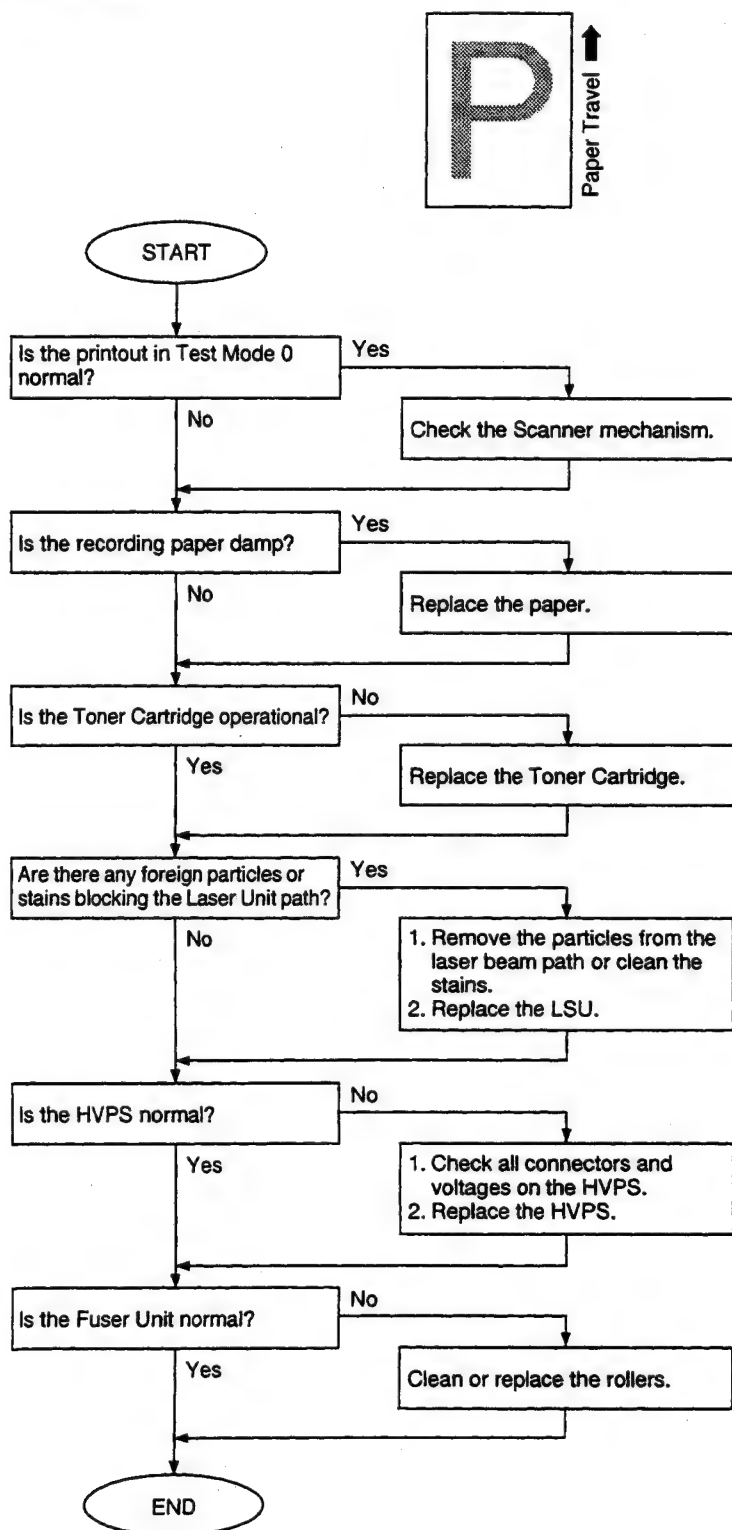 P
Paper Travel
START
Is the printout in Test Mode 0
normal?
Yes
No
Check the Scanner mechanism.
Is the recording paper damp?
Yes
No
Replace the paper.
Is the Toner Cartridge operational?
No
Yes
Replace the Toner Cartridge.
Are there any foreign particles or
stains blocking the Laser Unit path?
Yes
No
1. Remove the particles from the
laser beam path or clean the
stains.
2. Replace the LSU.
Is the HVPS normal?
No
Yes
1. Check all connectors and
voltages on the HVPS.
2. Replace the HVPS.
Is the Fuser Unit normal?
No
Yes
Clean or replace the rollers.
END